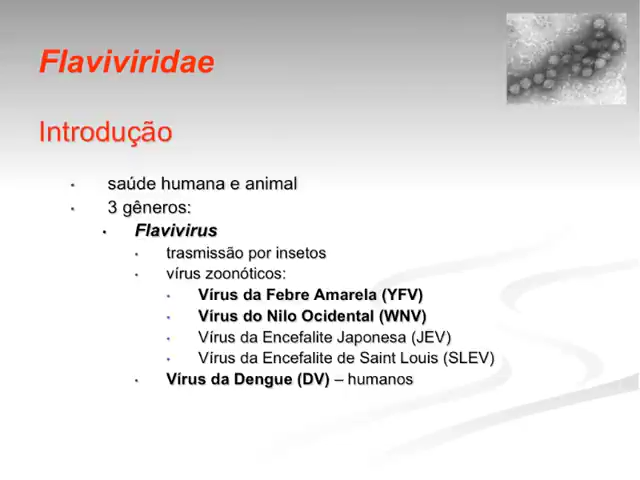 Flaviviridae
Introdução
• saúde humana e animal
• 3 gêneros:
• Flavivirus
• trasmissão por insetos
• vírus zoonóticos:
• Vírus da Febre Amarela (YFV)
• Vírus do Nilo Ocidental (WNV)
• Vírus da Encefalite Japonesa (JEV)
• Vírus da Encefalite de Saint Louis (SLEV)
• Vírus da Dengue (DV) – humanos